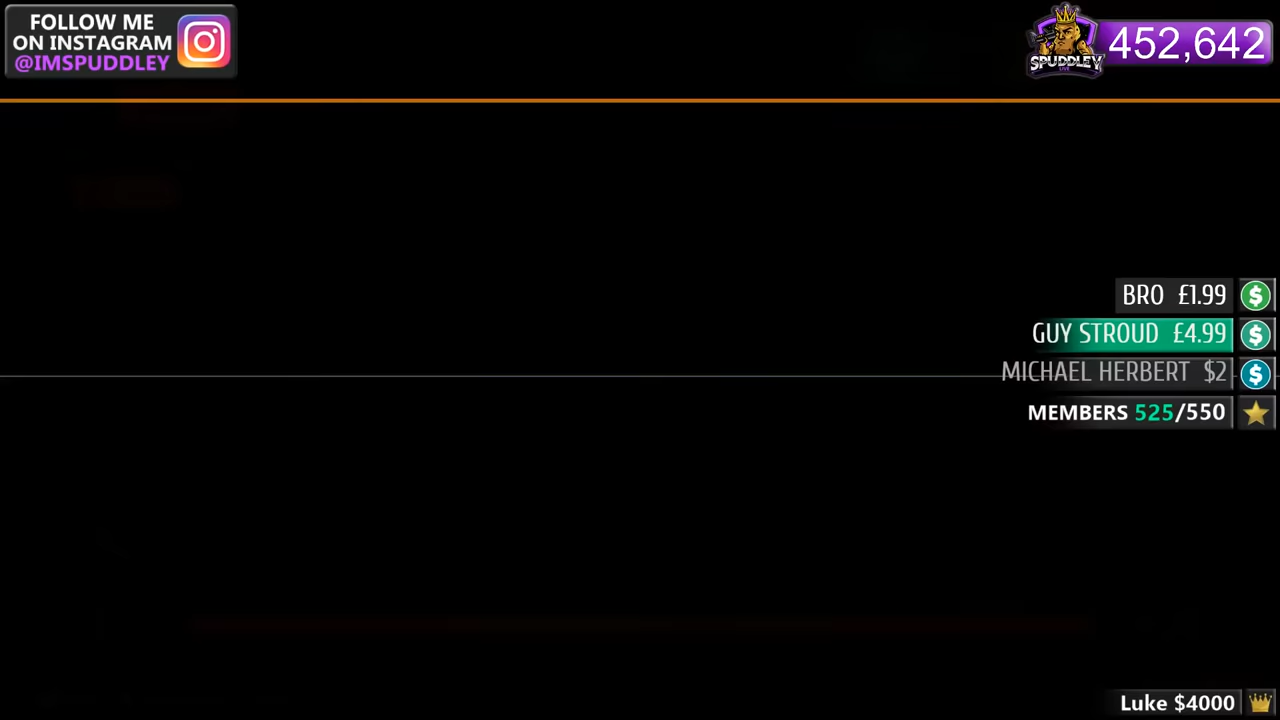 FOLLOW ME
ON INSTAGRAM
@IMSPUDDLEY
SPUDDLEY
LIVE
452,642
BRO £1.99
GUY STROUD £4.99
MICHAEL HERBERT $2
MEMBERS 525/550
Luke $4000